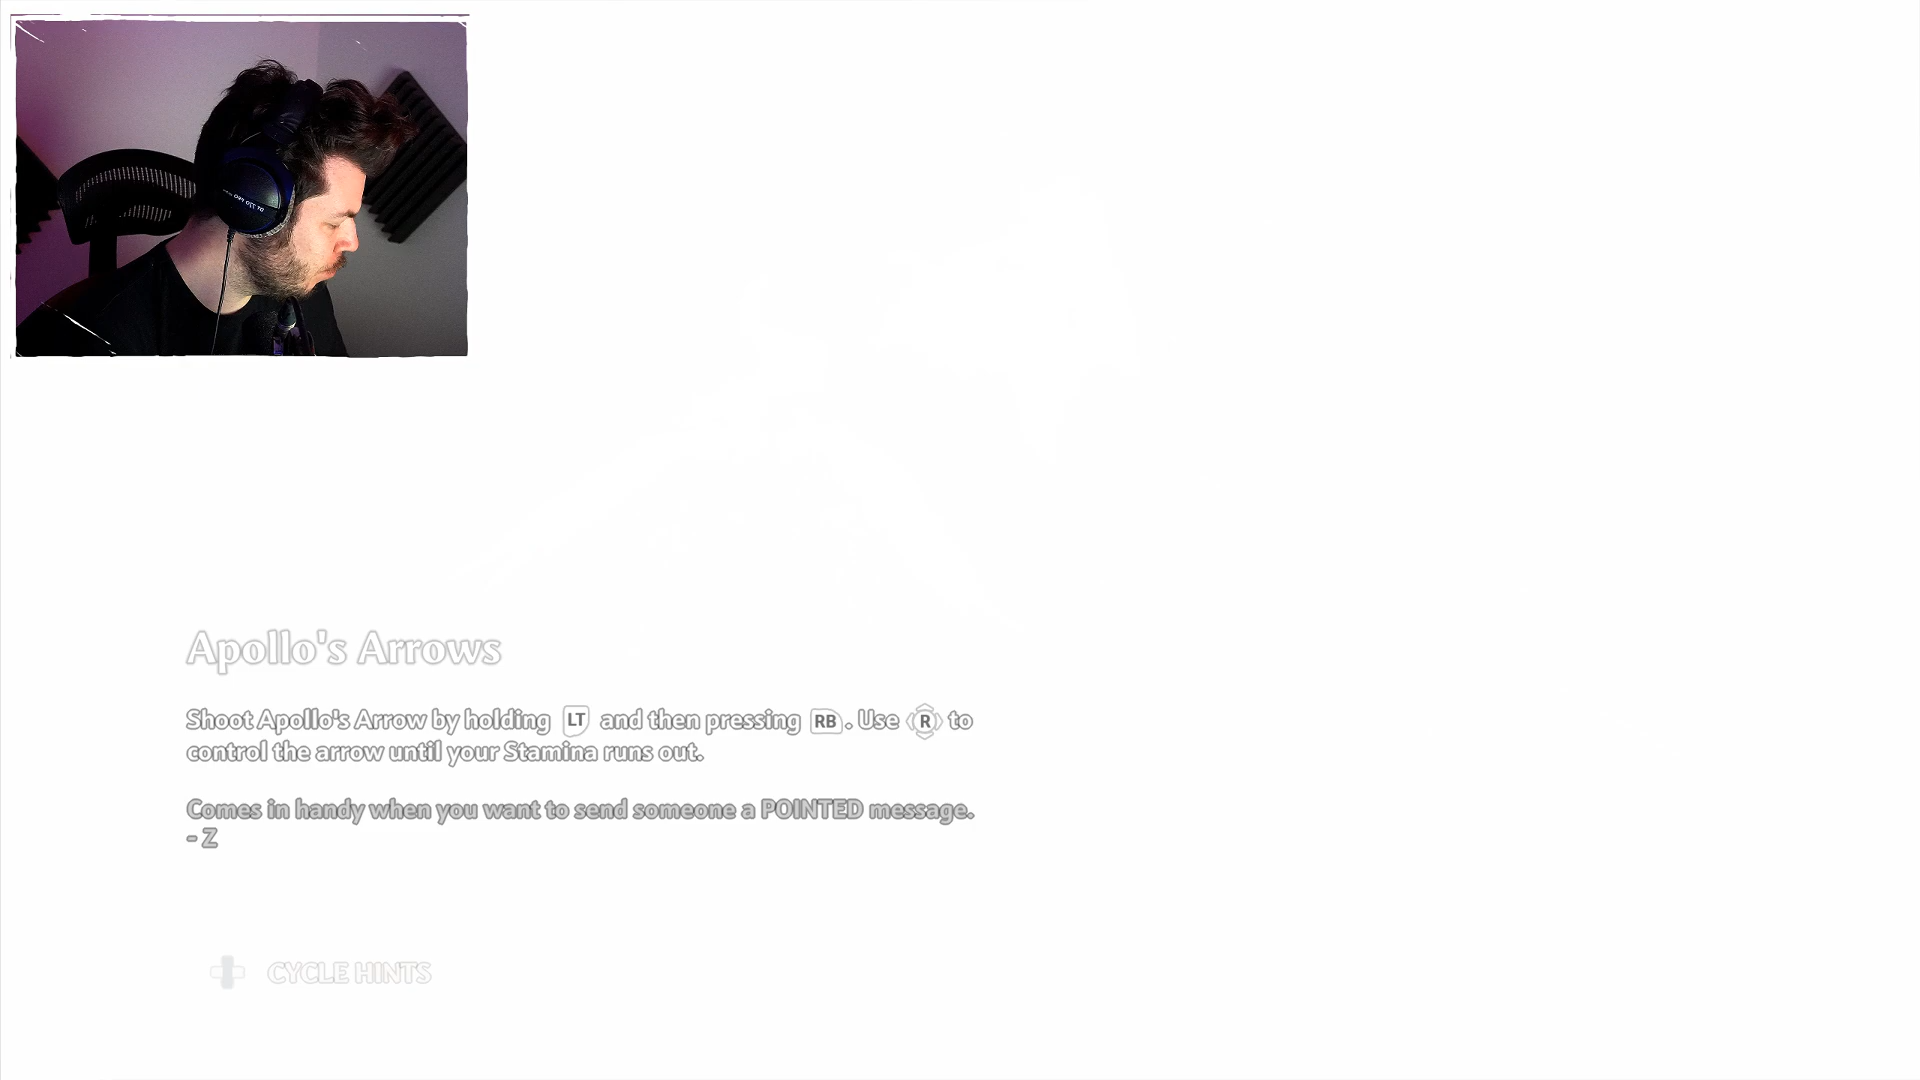 Apollo's Arrows
Shoot Apollo's Arrow by holding LT and then pressing RB. Use R to
control the arrow until your Stamina runs out.
Comes in handy when you want to send someone a POINTED message.
- Z
CYCLE HINTS